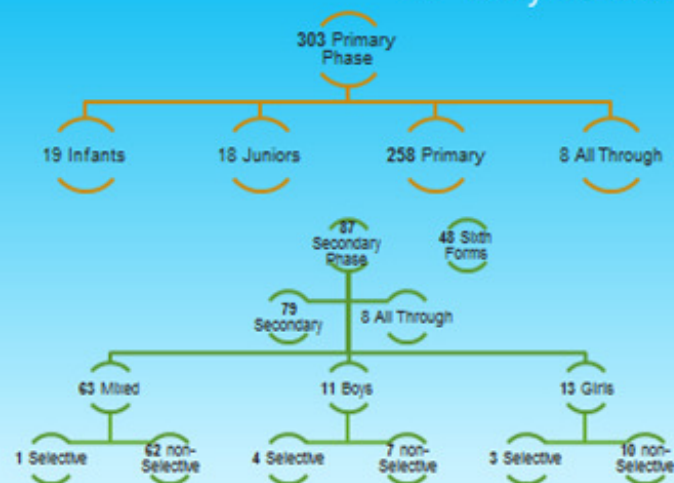 303 Primary
Phase
19 Infants
18 Juniors
258 Primary
8 All Through
87
Secondary
Phase
48 Sixth
Forms
79
Secondary
8 All Through
63 Mixed
11 Boys
13 Girls
1 Selective
62 non-
Selective
4 Selective
7 non-
Selective
3 Selective
10 non-
Selective